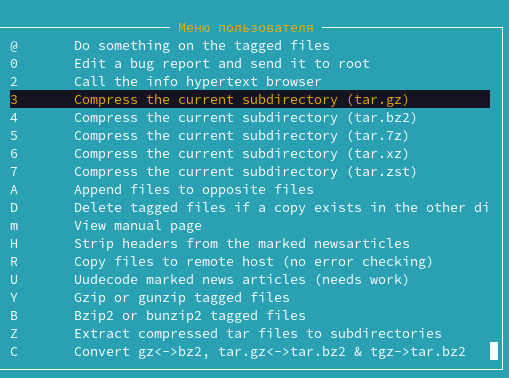 Меню пользователя
@ Do something on the tagged files
0 Edit a bug report and send it to root
2 Call the info hypertext browser
3 Compress the current subdirectory (tar.gz)
4 Compress the current subdirectory (tar.bz2)
5 Compress the current subdirectory (tar.7z)
6 Compress the current subdirectory (tar.xz)
7 Compress the current subdirectory (tar.zst)
A Append files to opposite files
D Delete tagged files if a copy exists in the other di
m View manual page
H Strip headers from the marked newsarticles
R Copy files to remote host (no error checking)
U Uudecode marked news articles (needs work)
Y Gzip or gunzip tagged files
B Bzip2 or bunzip2 tagged files
Z Extract compressed tar files to subdirectories
C Convert gz<->bz2, tar.gz<->tar.bz2 & tgz->tar.bz2